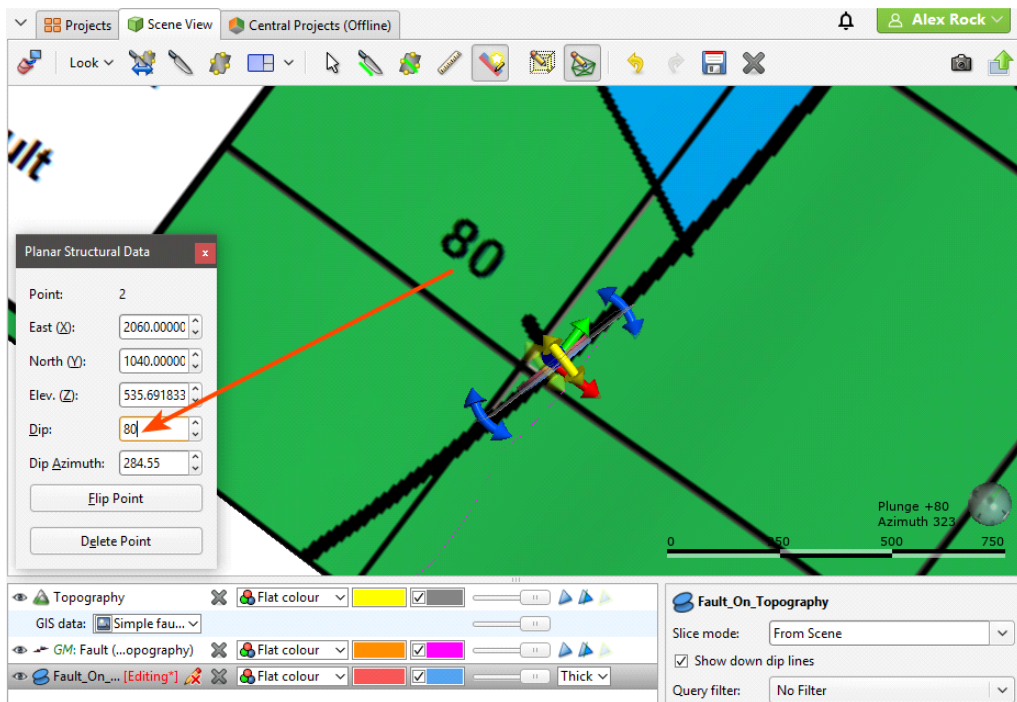 Projects
Scene View
Central Projects (Offline)
Alex Rock
Look
ult
80
Planar Structural Data
x
Point: 2
East (X): 2060.00000
North (Y): 1040.00000
Elev. (Z): 535.691833
Dip: 80
Dip Azimuth: 284.55
Flip Point
Delete Point
Plunge +80
Azimuth 323
0 250 500 750
Topography Flat colour
GIS data: Simple fau...
GM: Fault (...opography) Flat colour
Fault_On_... [Editing*] Flat colour Thick
Fault_On_Topography
Slice mode: From Scene
Show down dip lines
Query filter: No Filter